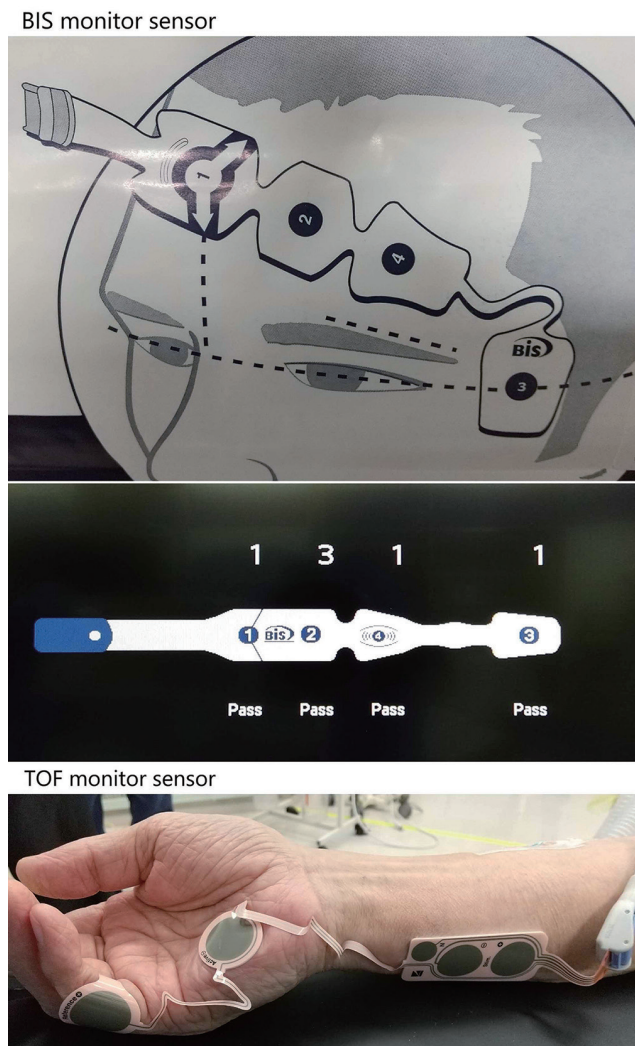 BIS monitor sensor
1
2
4
BIS
3
1 3 1 1
1 BIS 2 4 3
Pass Pass Pass Pass
TOF monitor sensor
Active